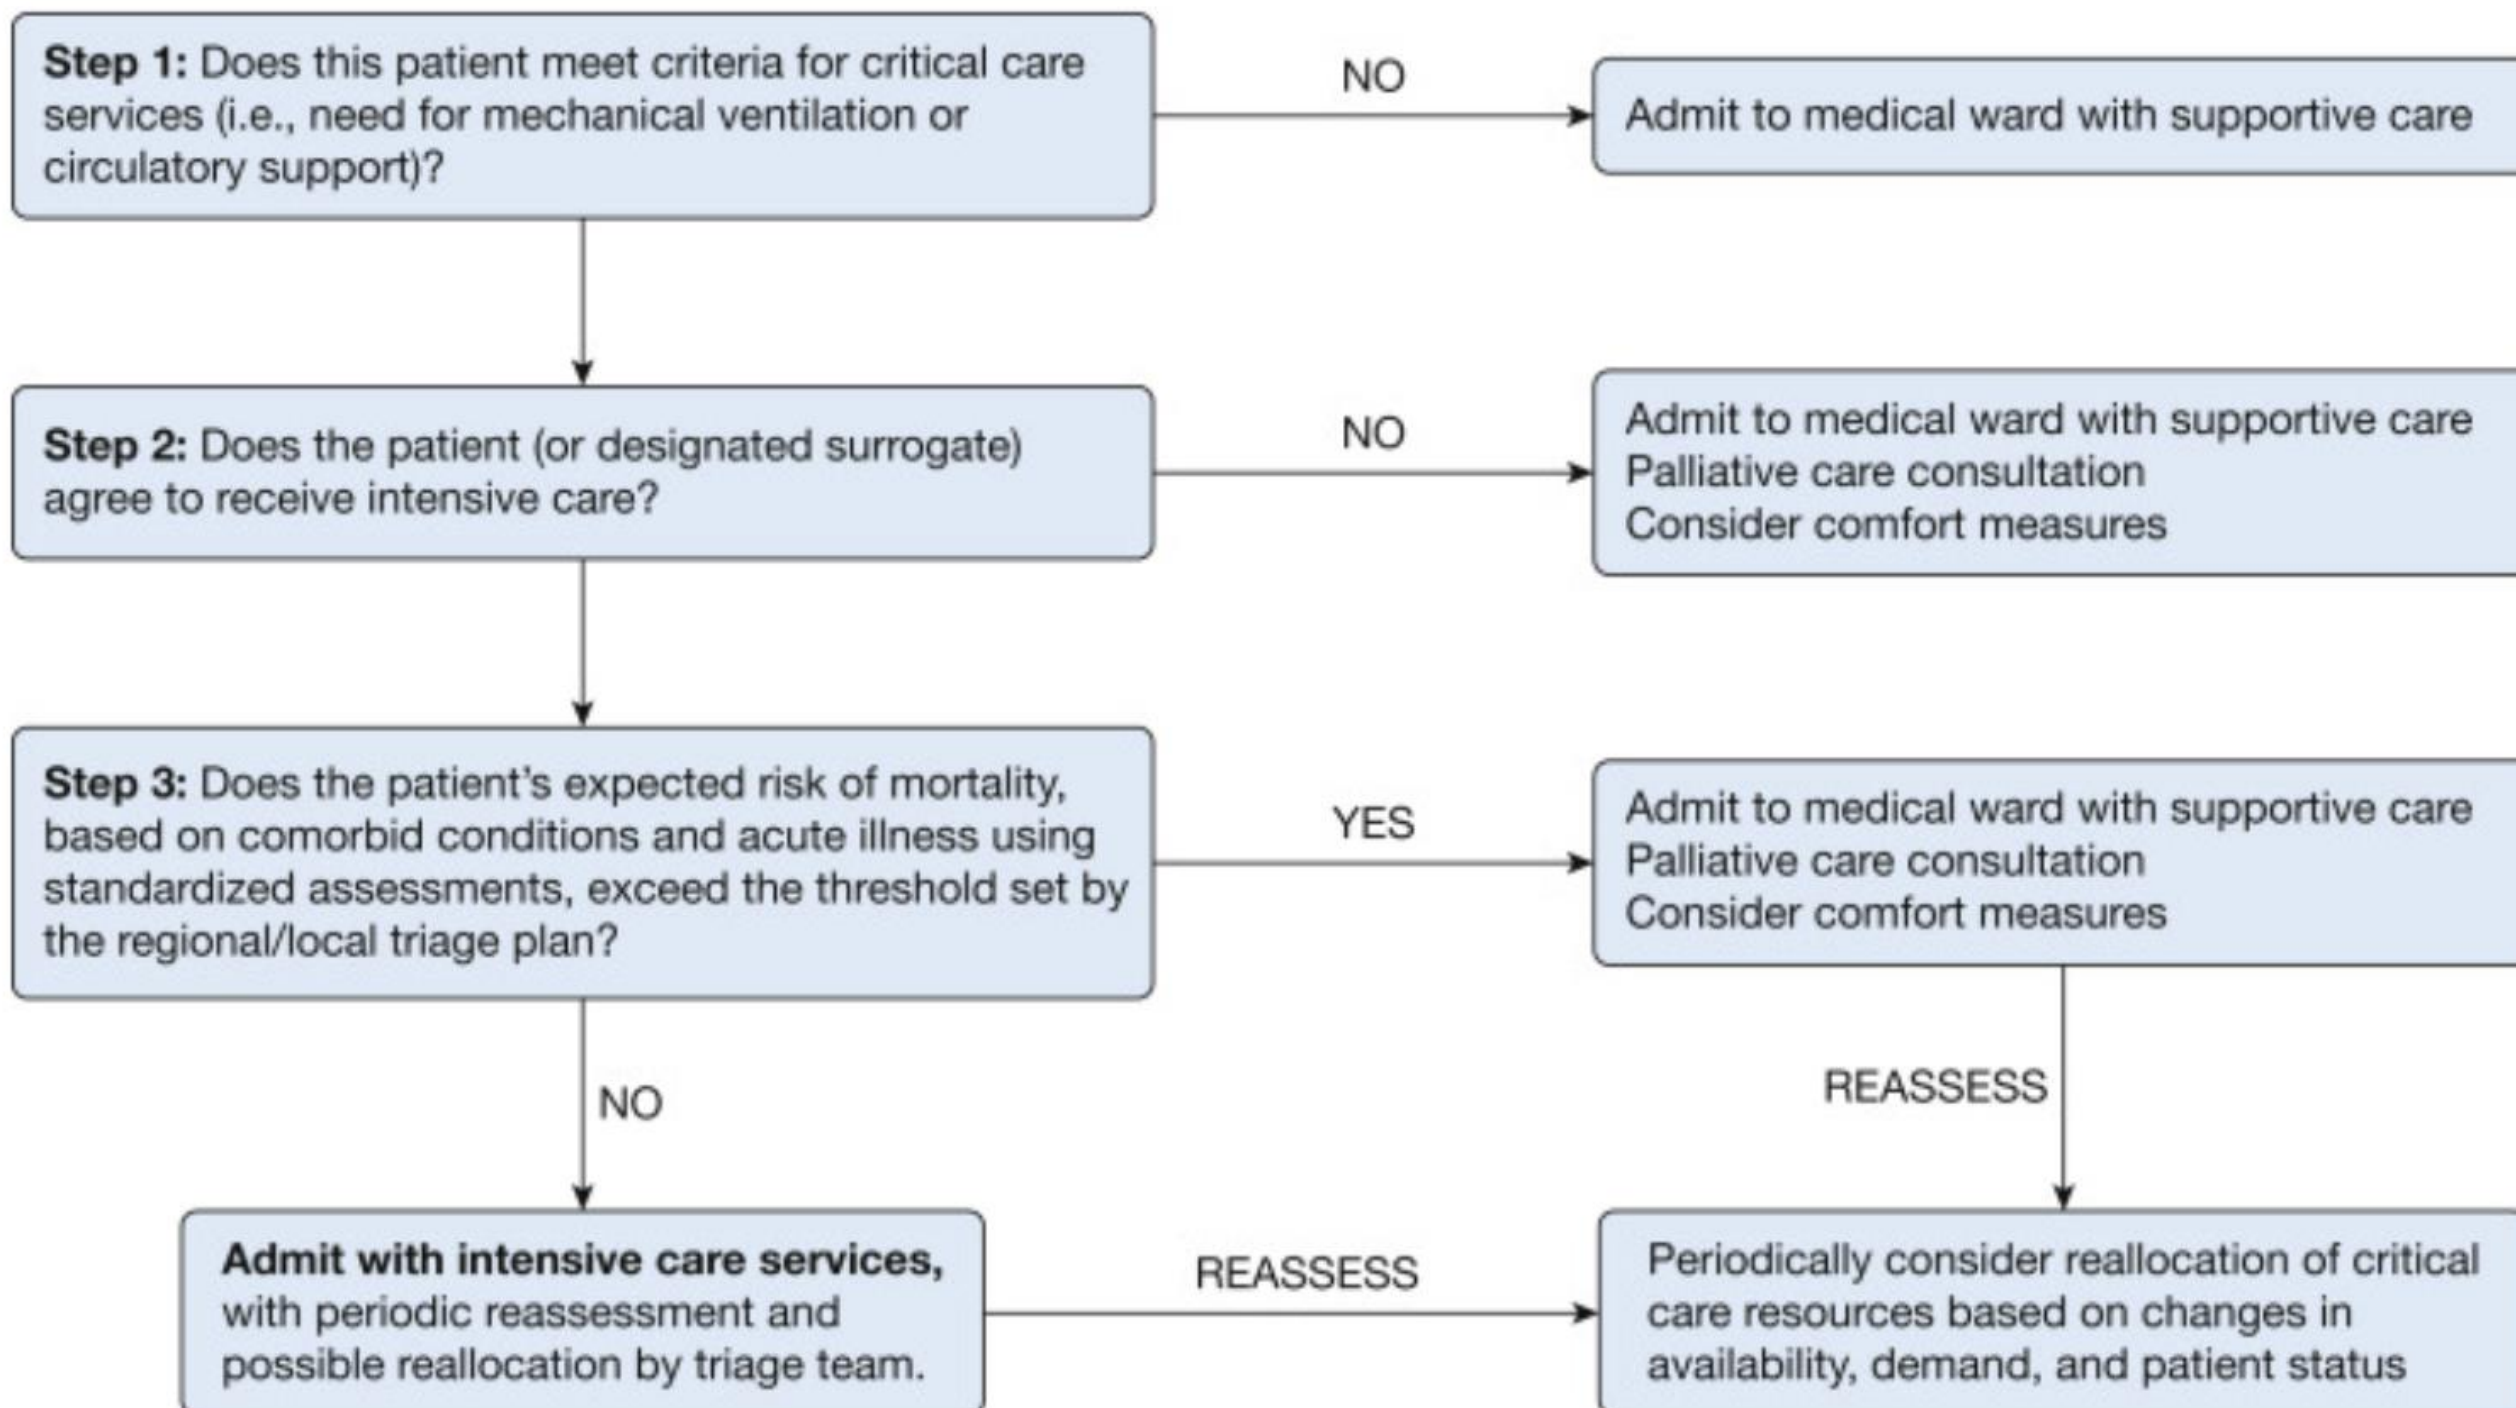 Step 1: Does this patient meet criteria for critical care
services (i.e., need for mechanical ventilation or
circulatory support)?
NO
Admit to medical ward with supportive care
Step 2: Does the patient (or designated surrogate)
agree to receive intensive care?
NO
Admit to medical ward with supportive care
Palliative care consultation
Consider comfort measures
Step 3: Does the patient’s expected risk of mortality,
based on comorbid conditions and acute illness using
standardized assessments, exceed the threshold set by
the regional/local triage plan?
YES
Admit to medical ward with supportive care
Palliative care consultation
Consider comfort measures
NO
REASSESS
Admit with intensive care services,
with periodic reassessment and
possible reallocation by triage team.
REASSESS
Periodically consider reallocation of critical
care resources based on changes in
availability, demand, and patient status